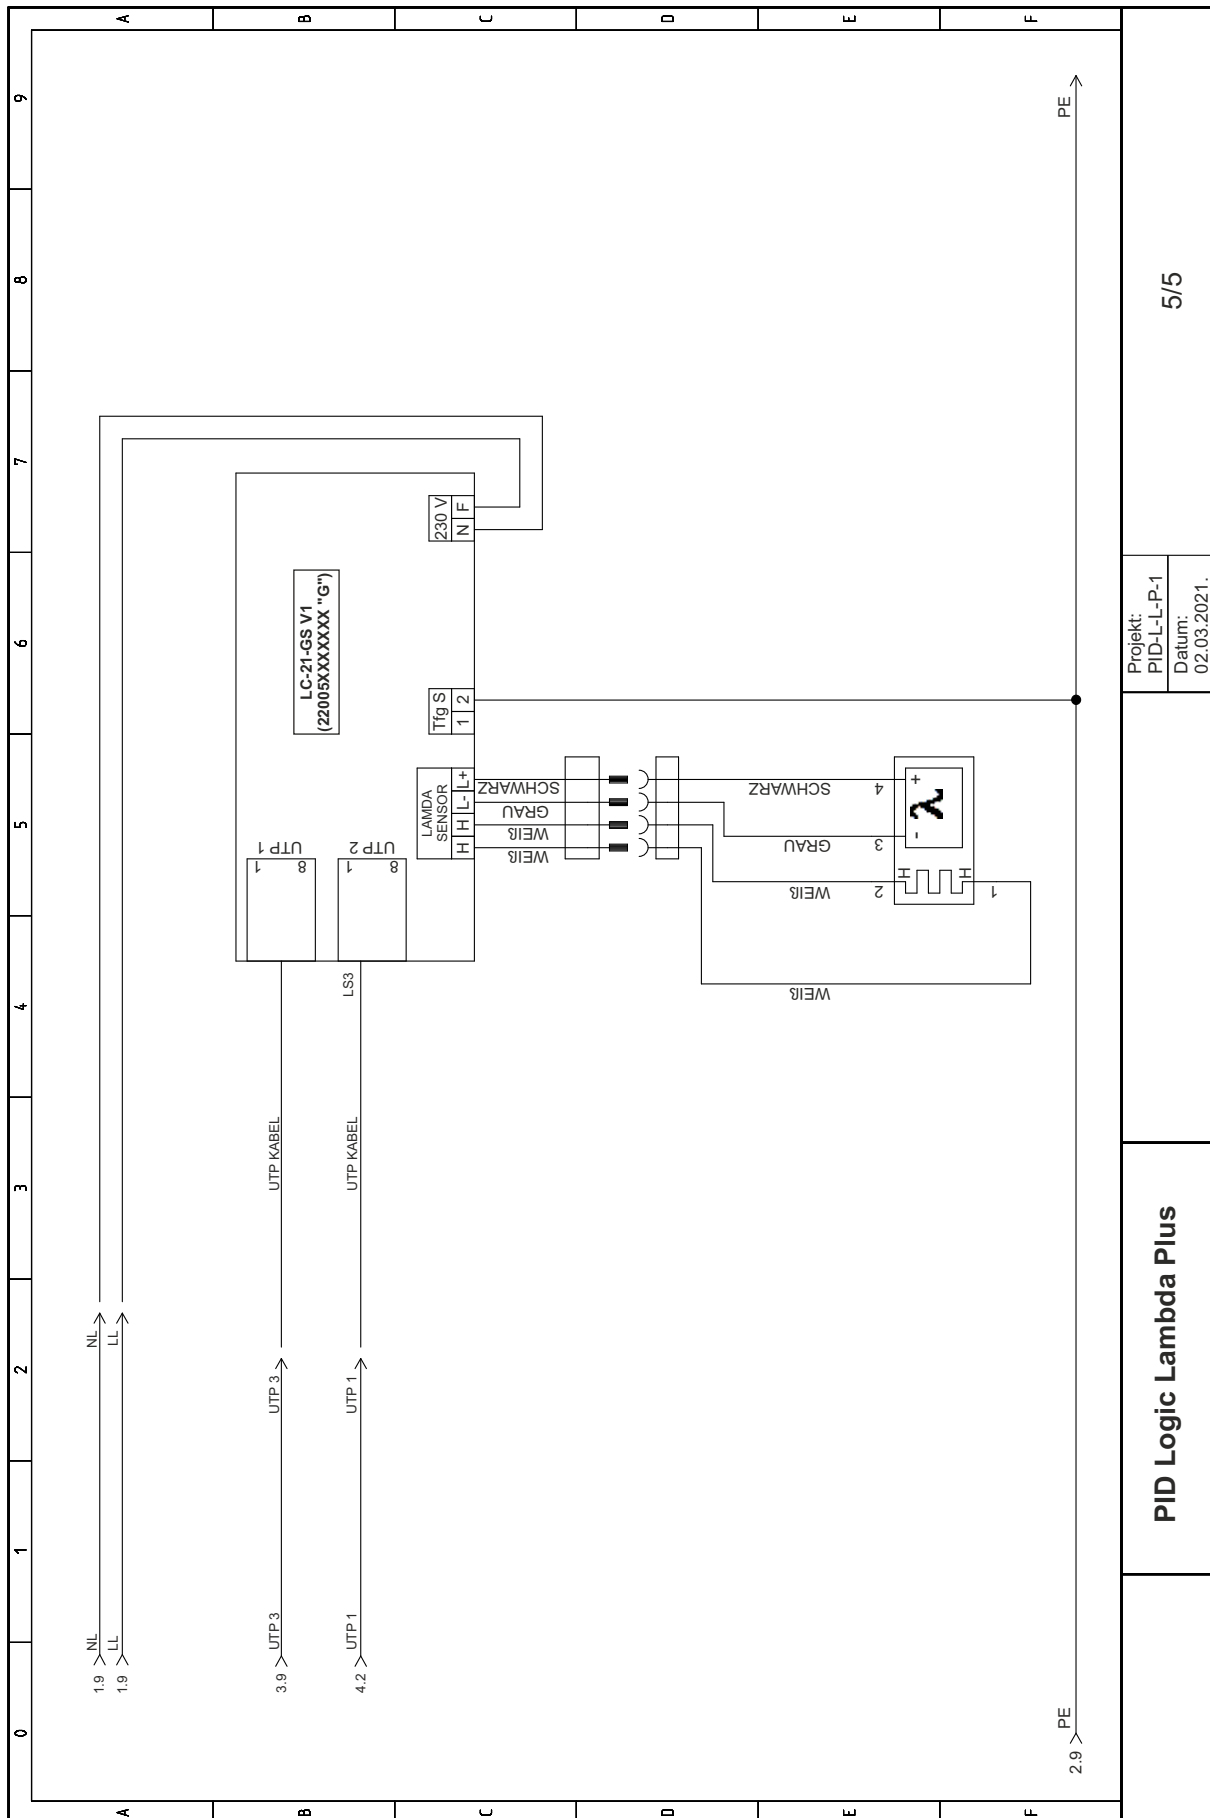 0 1 2 3 4 5 6 7 8 9
A A
B B
C C
D D
E E
F F
1.9 NL NL
1.9 LL LL
3.9 UTP 3 UTP 3 UTP KABEL
4.2 UTP 1 UTP 1 UTP KABEL LS3
UTP 1
1 8
UTP 2
1 8
LC-21-GS V1
(22005XXXXXXX "G")
LAMDA
SENSOR
H H L- L+
Tfg S
1 2
230 V
N F
WEIß
WEIß
GRAU
SCHWARZ
WEIß
WEIß
GRAU
SCHWARZ
1 2 3 4
H H
- λ +
2.9 PE PE
PID Logic Lambda Plus
Projekt:
PID-L-L-P-1
Datum:
02.03.2021.
5/5